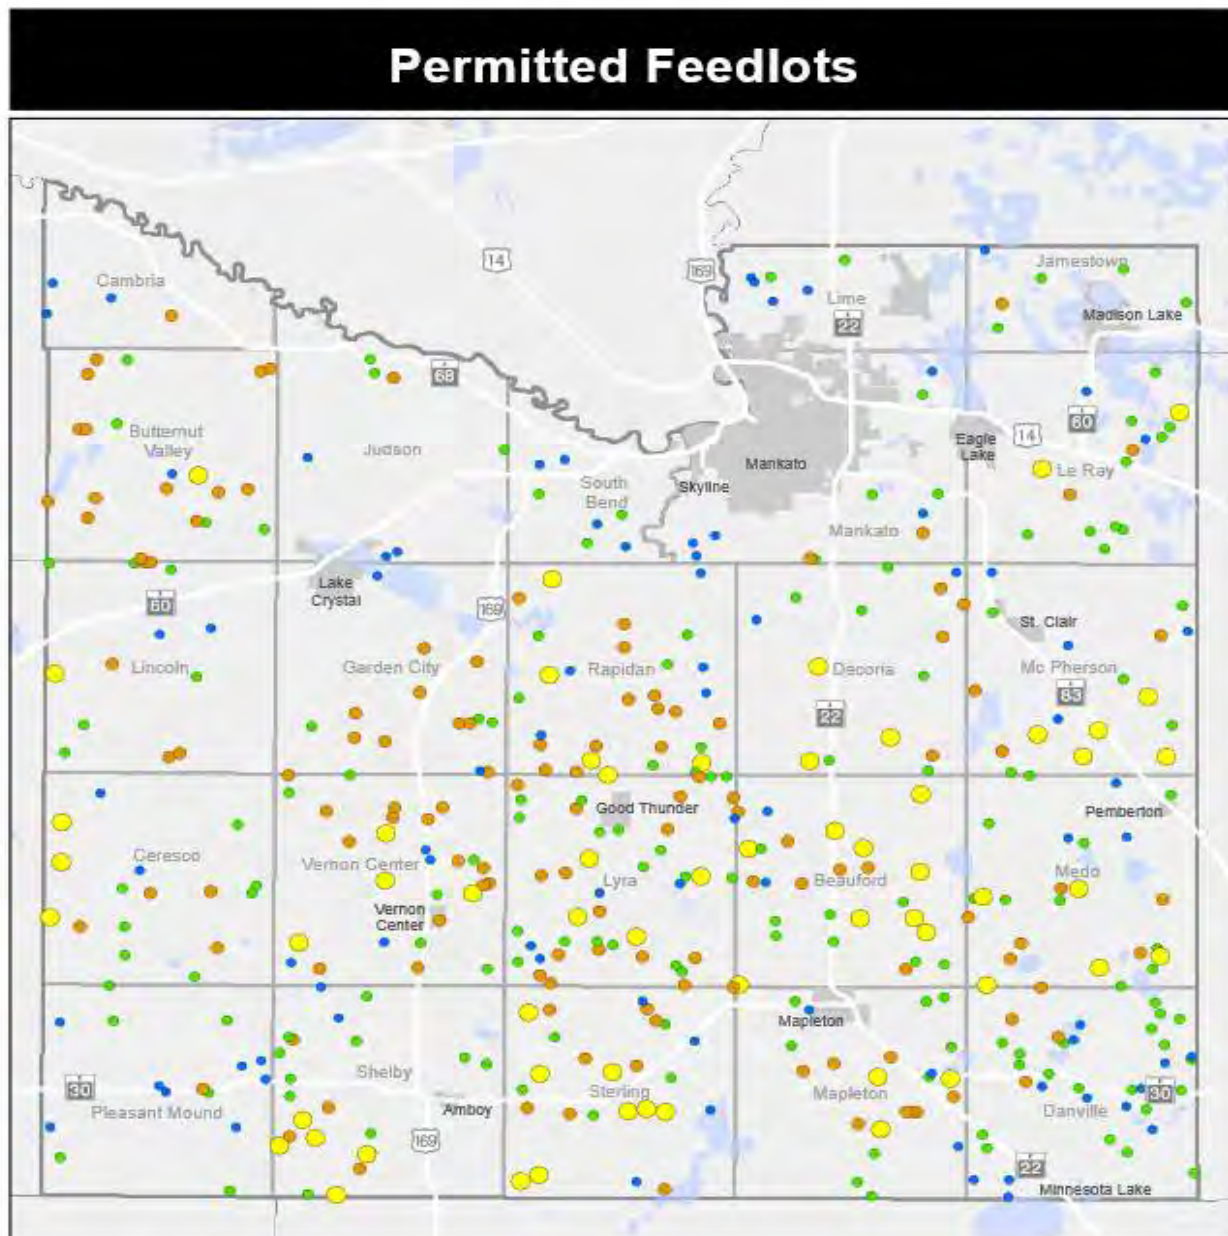 Permitted Feedlots
14
169
Cambria
Jamestown
Lime
22
Madison Lake
68
60
Butternut
Valley
Judson
Eagle
Lake
14
Le Ray
Mankato
Skyline
South
Bend
Mankato
Lake
Crystal
60
169
St. Clair
Lincoln
Garden City
Rapidan
Decoria
Mc Pherson
83
22
Good Thunder
Pemberton
Ceresco
Vernon Center
Lyra
Beauford
Medo
Vernon
Center
Mapleton
Shelby
Sterling
Mapleton
30
Pleasant Mound
Amboy
Danville
30
169
22
Minnesota Lake